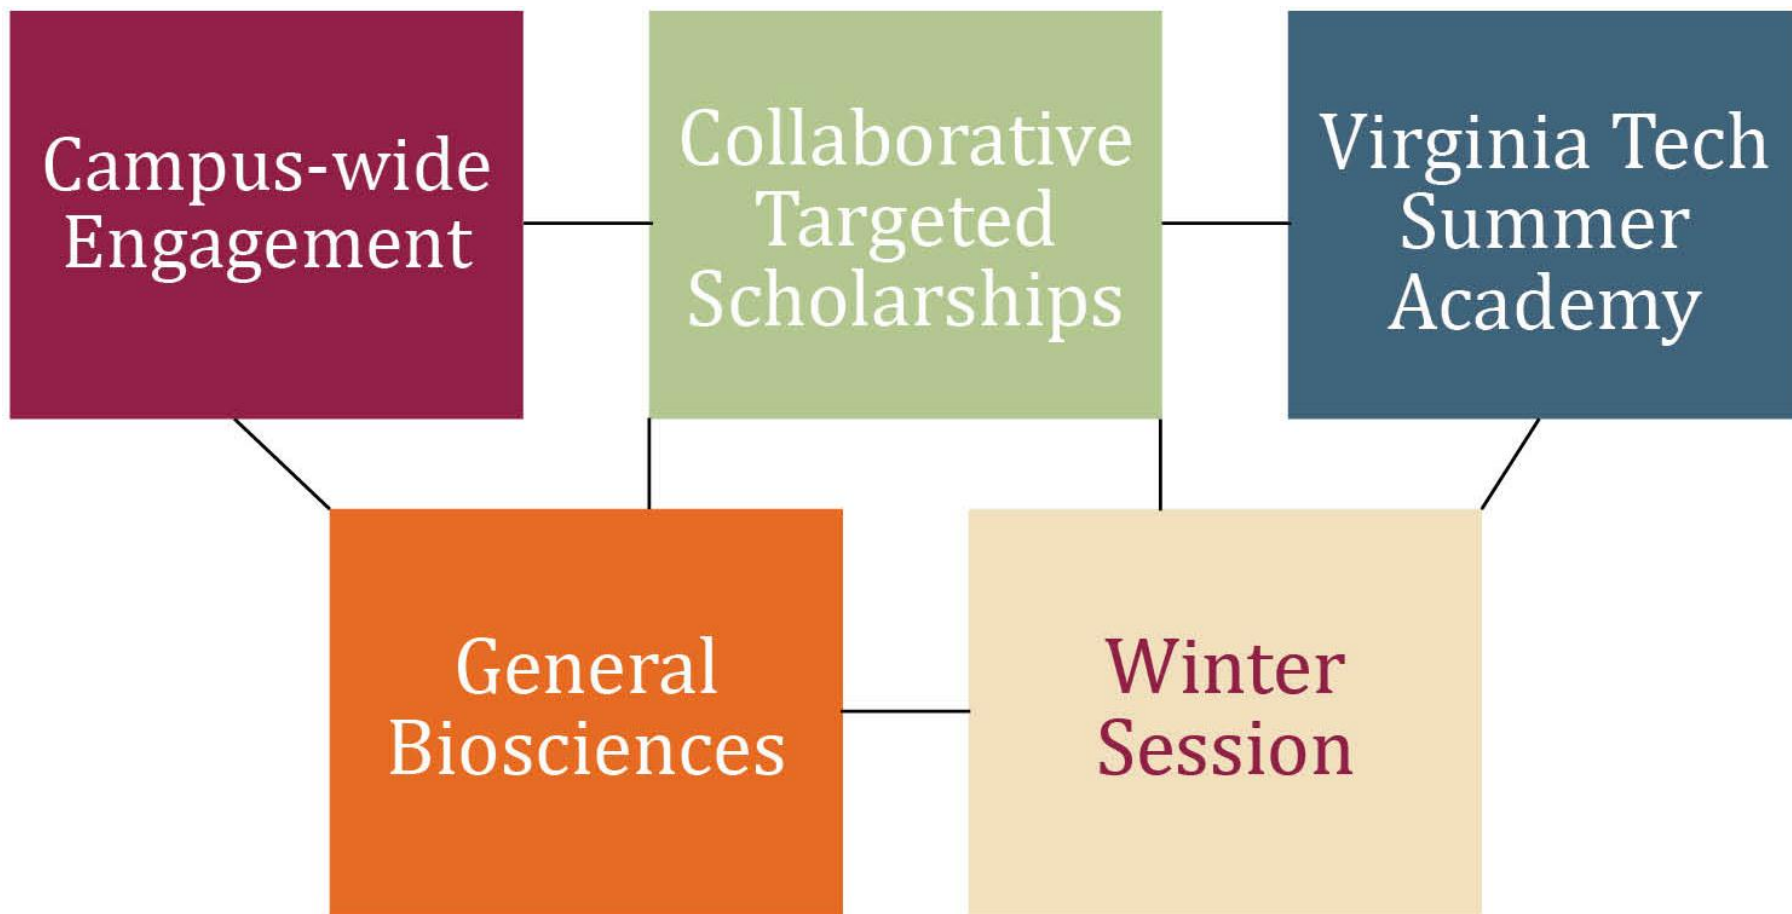 Campus-wide
Engagement
Collaborative
Targeted
Scholarships
Virginia Tech
Summer
Academy
General
Biosciences
Winter
Session